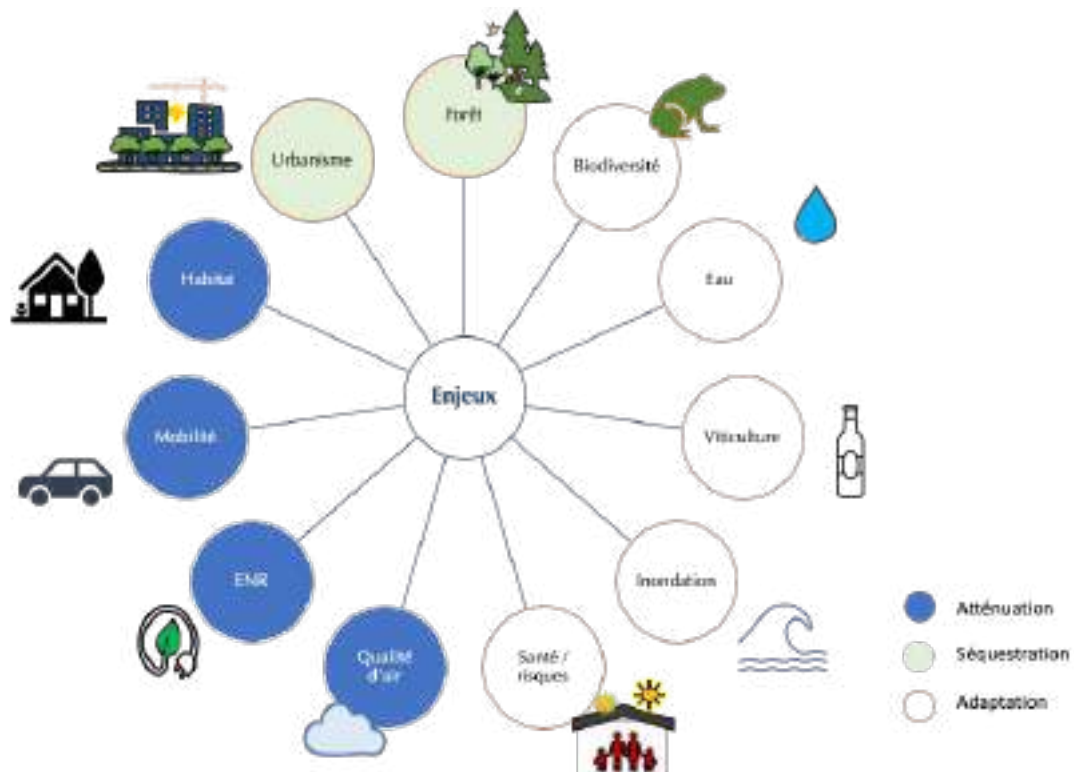 Forêt
Urbanisme
Biodiversité
Habitat
Eau
Enjeux
Mobilité
Viticulture
ENR
Inondation
Qualité
d'air
Santé /
risques
Atténuation
Séquestration
Adaptation